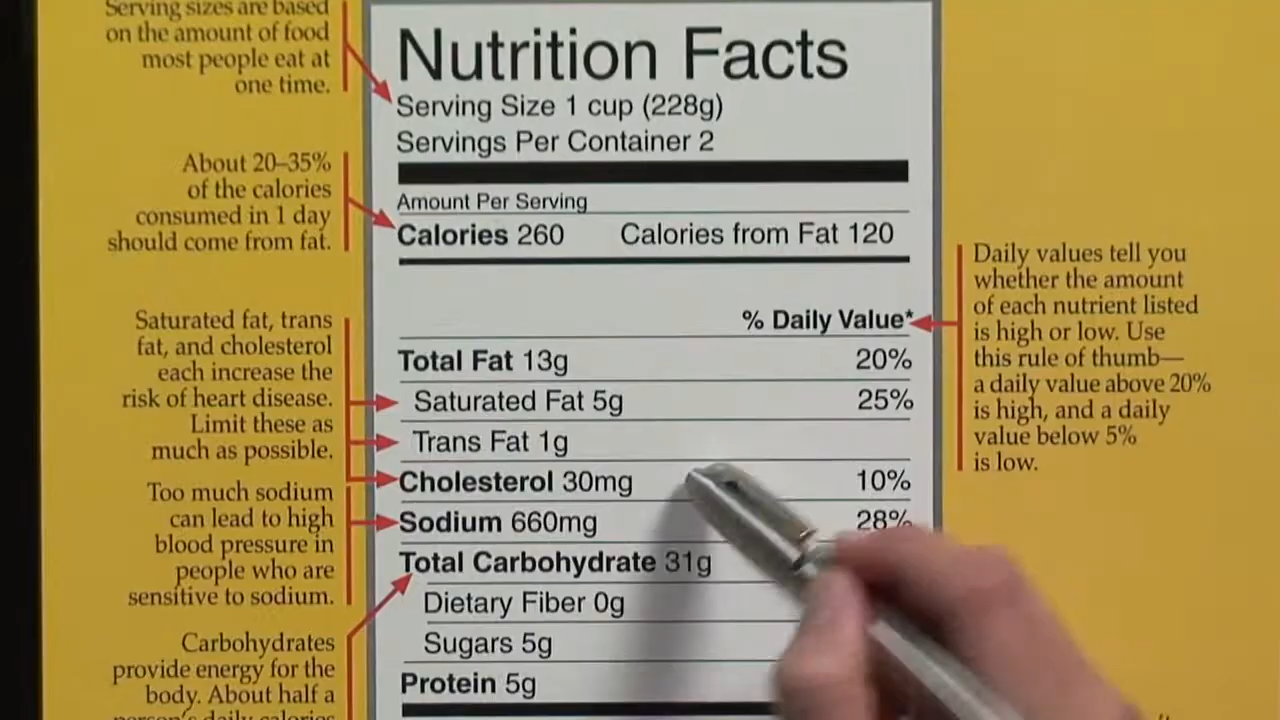 Serving sizes are based
on the amount of food
most people eat at
one time.
About 20–35%
of the calories
consumed in 1 day
should come from fat.
Saturated fat, trans
fat, and cholesterol
each increase the
risk of heart disease.
Limit these as
much as possible.
Too much sodium
can lead to high
blood pressure in
people who are
sensitive to sodium.
Carbohydrates
provide energy for the
body. About half a
person's daily calories
Nutrition Facts
Serving Size 1 cup (228g)
Servings Per Container 2
Amount Per Serving
Calories 260 Calories from Fat 120
% Daily Value*
Total Fat 13g 20%
Saturated Fat 5g 25%
Trans Fat 1g
Cholesterol 30mg 10%
Sodium 660mg 28%
Total Carbohydrate 31g
Dietary Fiber 0g
Sugars 5g
Protein 5g
Daily values tell you
whether the amount
of each nutrient listed
is high or low. Use
this rule of thumb—
a daily value above 20%
is high, and a daily
value below 5%
is low.